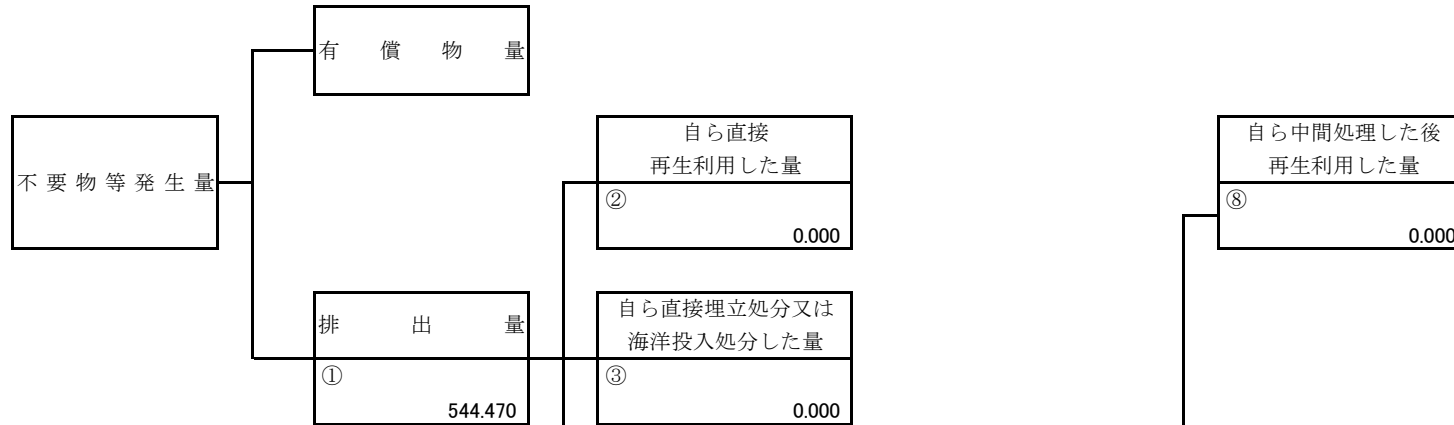 有償物量
自ら直接
再生利用した量
②
0.000
自ら中間処理した後
再生利用した量
⑧
0.000
不要物等発生量
排出量
①
544.470
自ら直接埋立処分又は
海洋投入処分した量
③
0.000